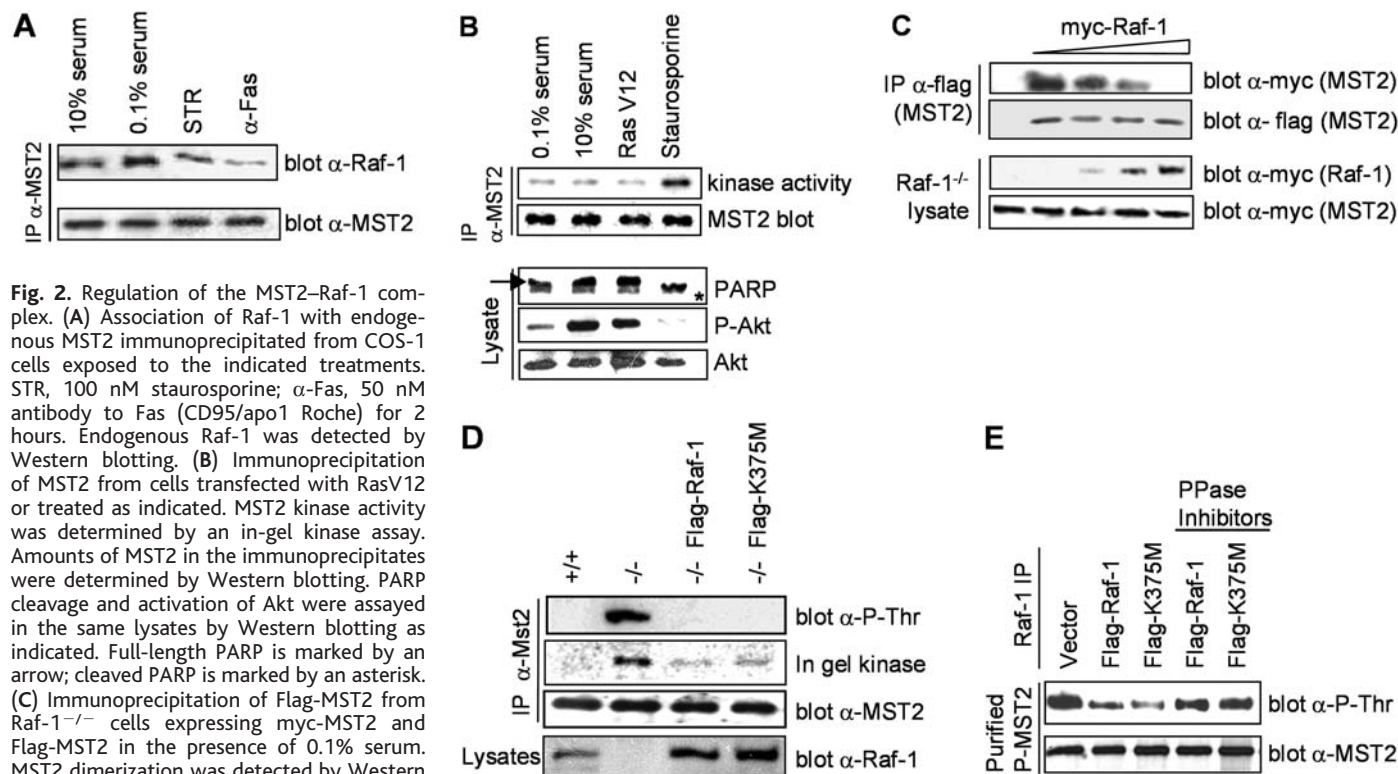 A
10% serum
0.1% serum
STR
α-Fas
IP α-MST2
blot α-Raf-1
blot α-MST2
B
0.1% serum
10% serum
Ras V12
Staurosporine
IP
α-MST2
kinase activity
MST2 blot
Lysate
PARP
*
P-Akt
Akt
C
myc-Raf-1
IP α-flag
(MST2)
blot α-myc (MST2)
blot α- flag (MST2)
Raf-1-/-
lysate
blot α-myc (Raf-1)
blot α-myc (MST2)
Fig. 2. Regulation of the MST2–Raf-1 com-
plex. (A) Association of Raf-1 with endoge-
nous MST2 immunoprecipitated from COS-1
cells exposed to the indicated treatments.
STR, 100 nM staurosporine; α-Fas, 50 nM
antibody to Fas (CD95/apo1 Roche) for 2
hours. Endogenous Raf-1 was detected by
Western blotting. (B) Immunoprecipitation
of MST2 from cells transfected with RasV12
or treated as indicated. MST2 kinase activity
was determined by an in-gel kinase assay.
Amounts of MST2 in the immunoprecipitates
were determined by Western blotting. PARP
cleavage and activation of Akt were assayed
in the same lysates by Western blotting as
indicated. Full-length PARP is marked by an
arrow; cleaved PARP is marked by an asterisk.
(C) Immunoprecipitation of Flag-MST2 from
Raf-1−/− cells expressing myc-MST2 and
Flag-MST2 in the presence of 0.1% serum.
MST2 dimerization was detected by Western
D
+/+
-/-
-/- Flag-Raf-1
-/- Flag-K375M
IP α-Mst2
blot α-P-Thr
In gel kinase
blot α-MST2
Lysates
blot α-Raf-1
E
PPase
Inhibitors
Raf-1 IP
Vector
Flag-Raf-1
Flag-K375M
Flag-Raf-1
Flag-K375M
Purified
P-MST2
blot α-P-Thr
blot α-MST2